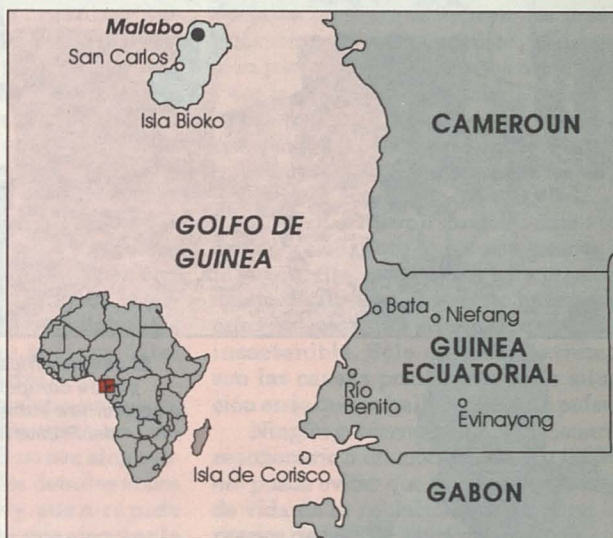 Malabo
San Carlos
Isla Bioko
CAMEROUN
GOLFO DE
GUINEA
Bata
Niefang
GUINEA
ECUATORIAL
Río
Benito
Evinayong
Islas de Corisco
GABON